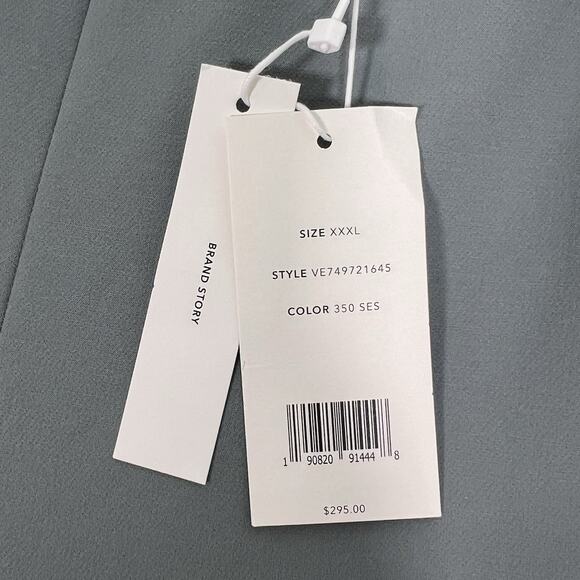 BRAND STORY
SIZE XXXL
STYLE VE749721645
COLOR 350 SES
1 90820 91444 8
$295.00